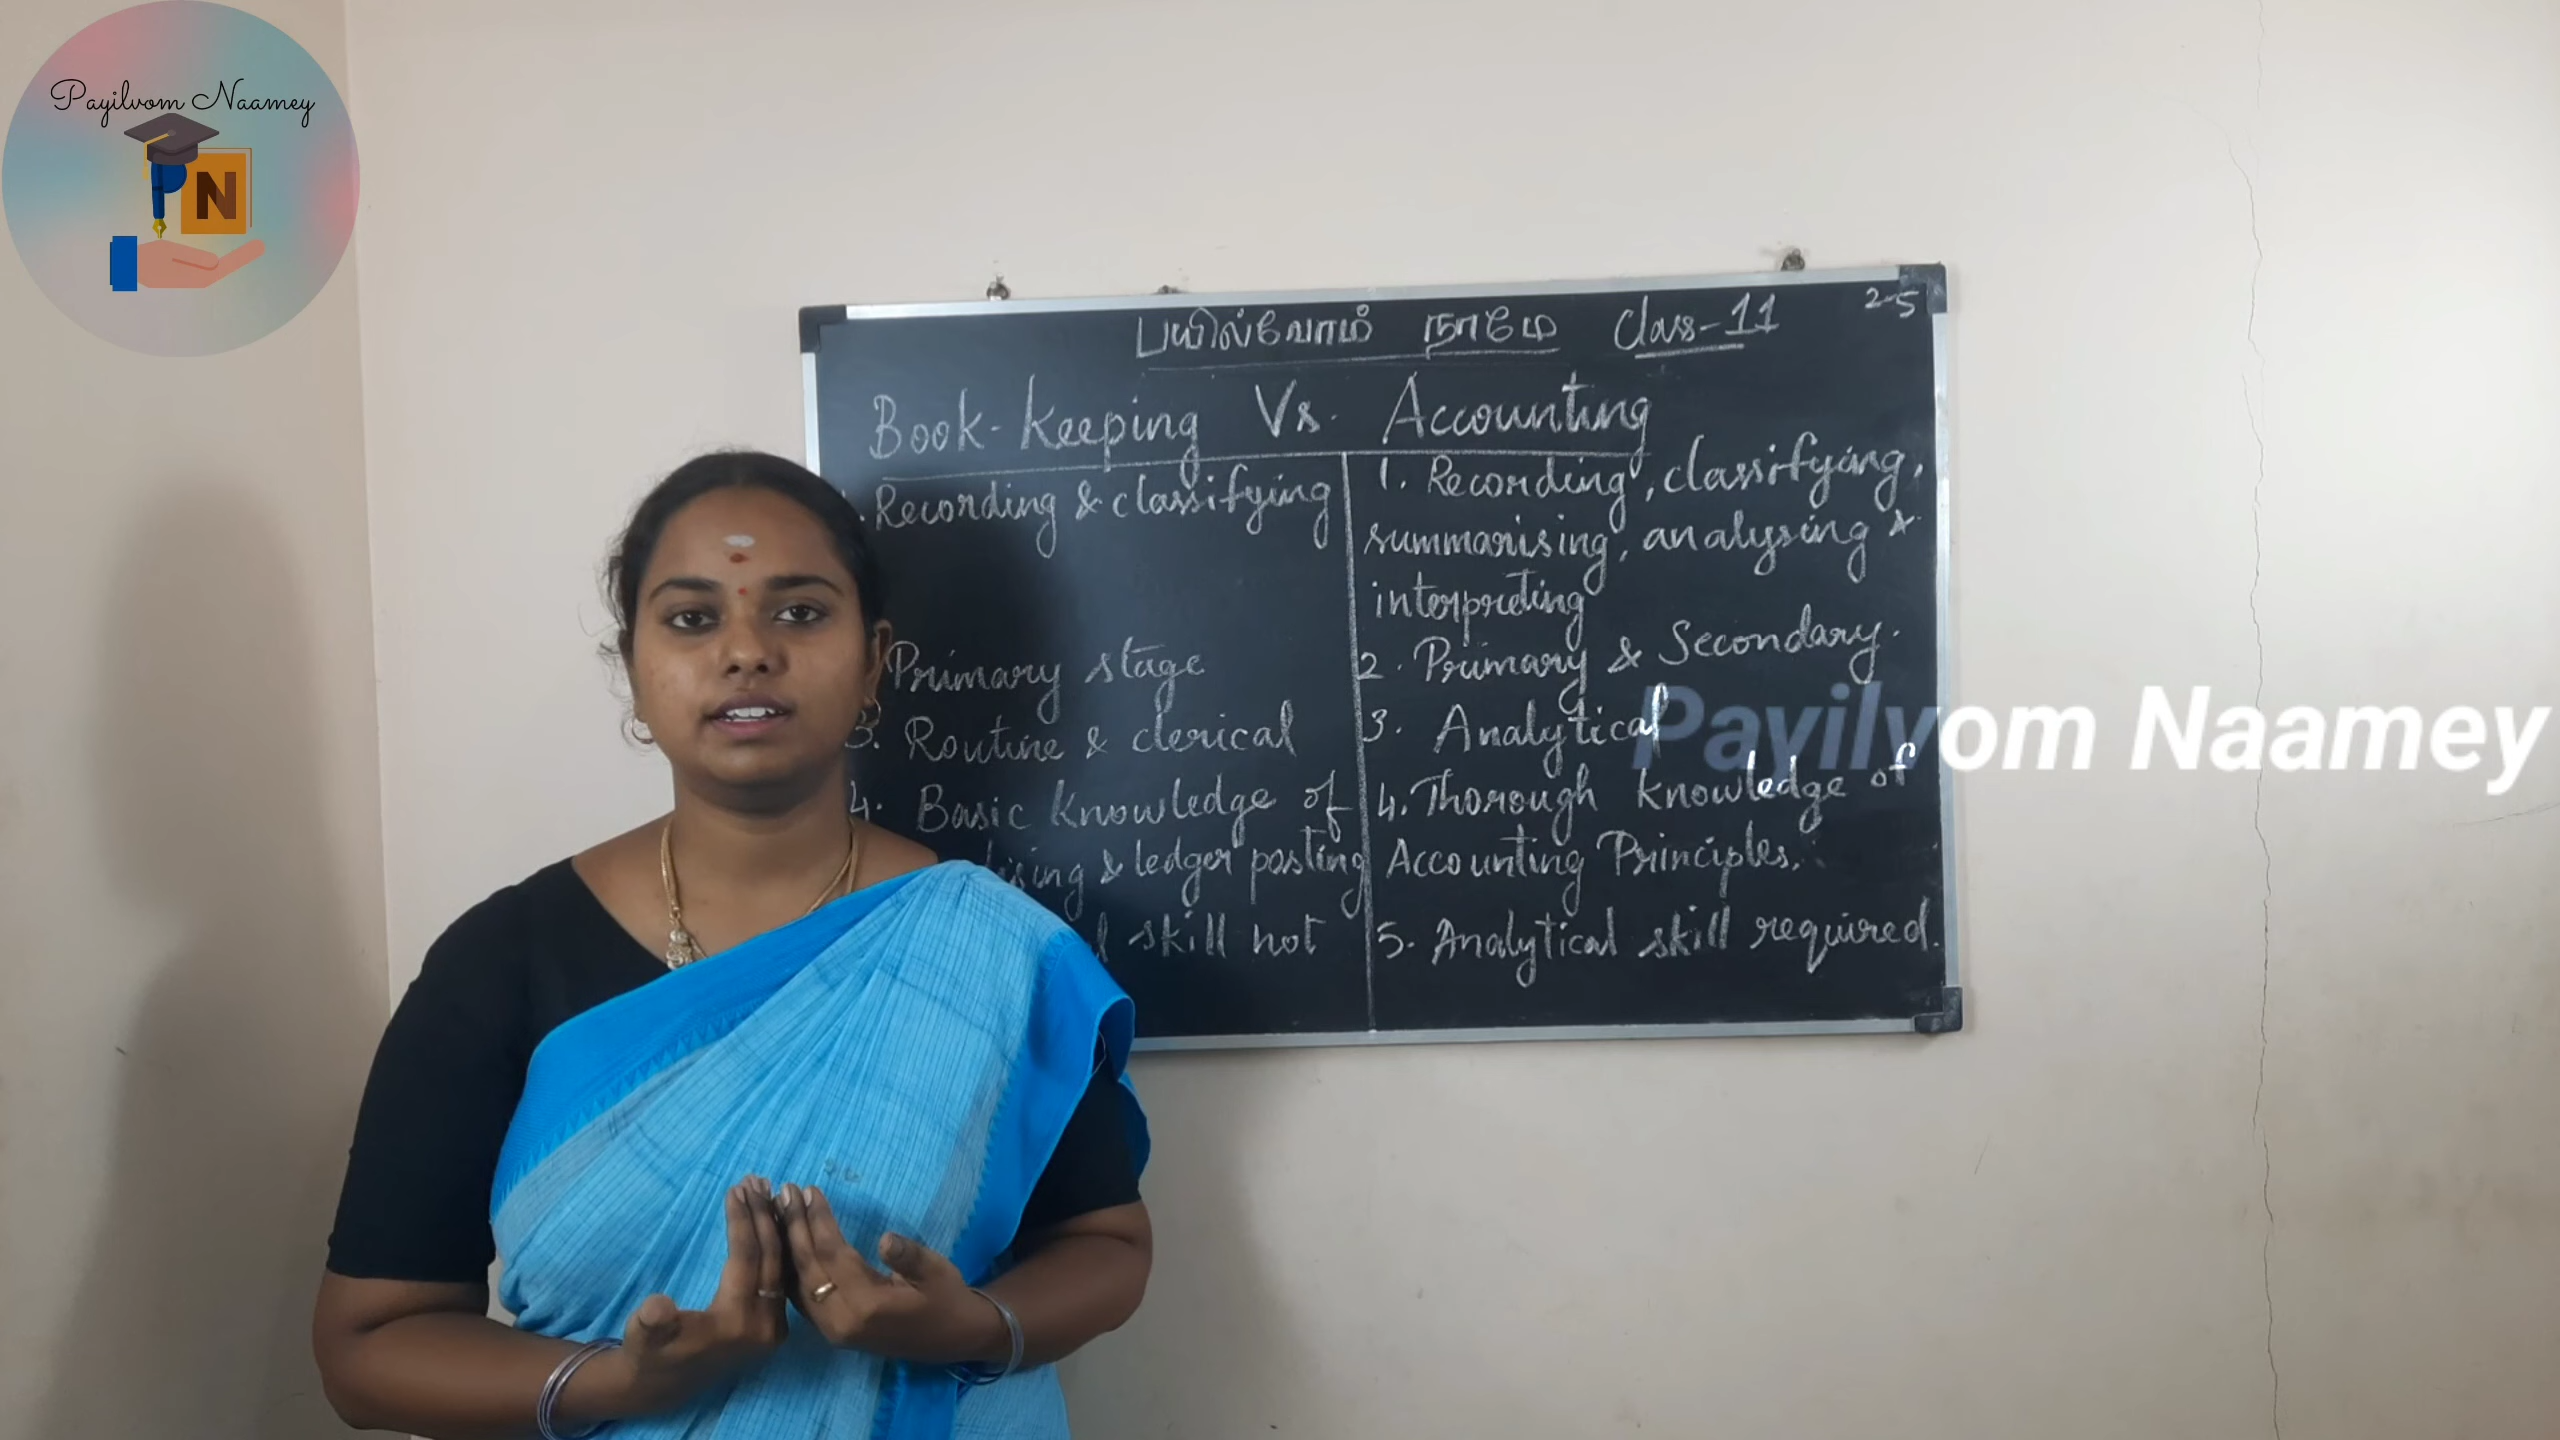 Payilvom Naamey
N
பயில்வோம் நாமே Class-11 2-5
Book-keeping Vs. Accounting
Recording & classifying
1. Recording, classifying,
summarising, analysing &
interpreting
Primary stage
2. Primary & Secondary.
3. Routine & clerical
3. Analytical
4. Basic knowledge of
ledger posting
4. Thorough knowledge of
Accounting Principles.
skill not
5. Analytical skill required.
Payilvom Naamey